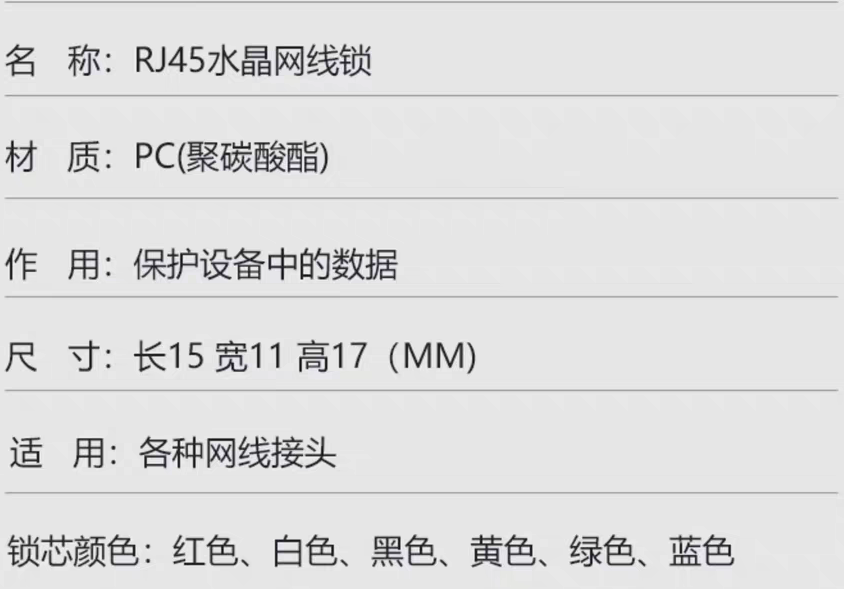 名 称：RJ45水晶网线锁
材 质：PC(聚碳酸酯)
作 用：保护设备中的数据
尺 寸：长15 宽11 高17（MM)
适 用：各种网线接头
锁芯颜色：红色、白色、黑色、黄色、绿色、蓝色